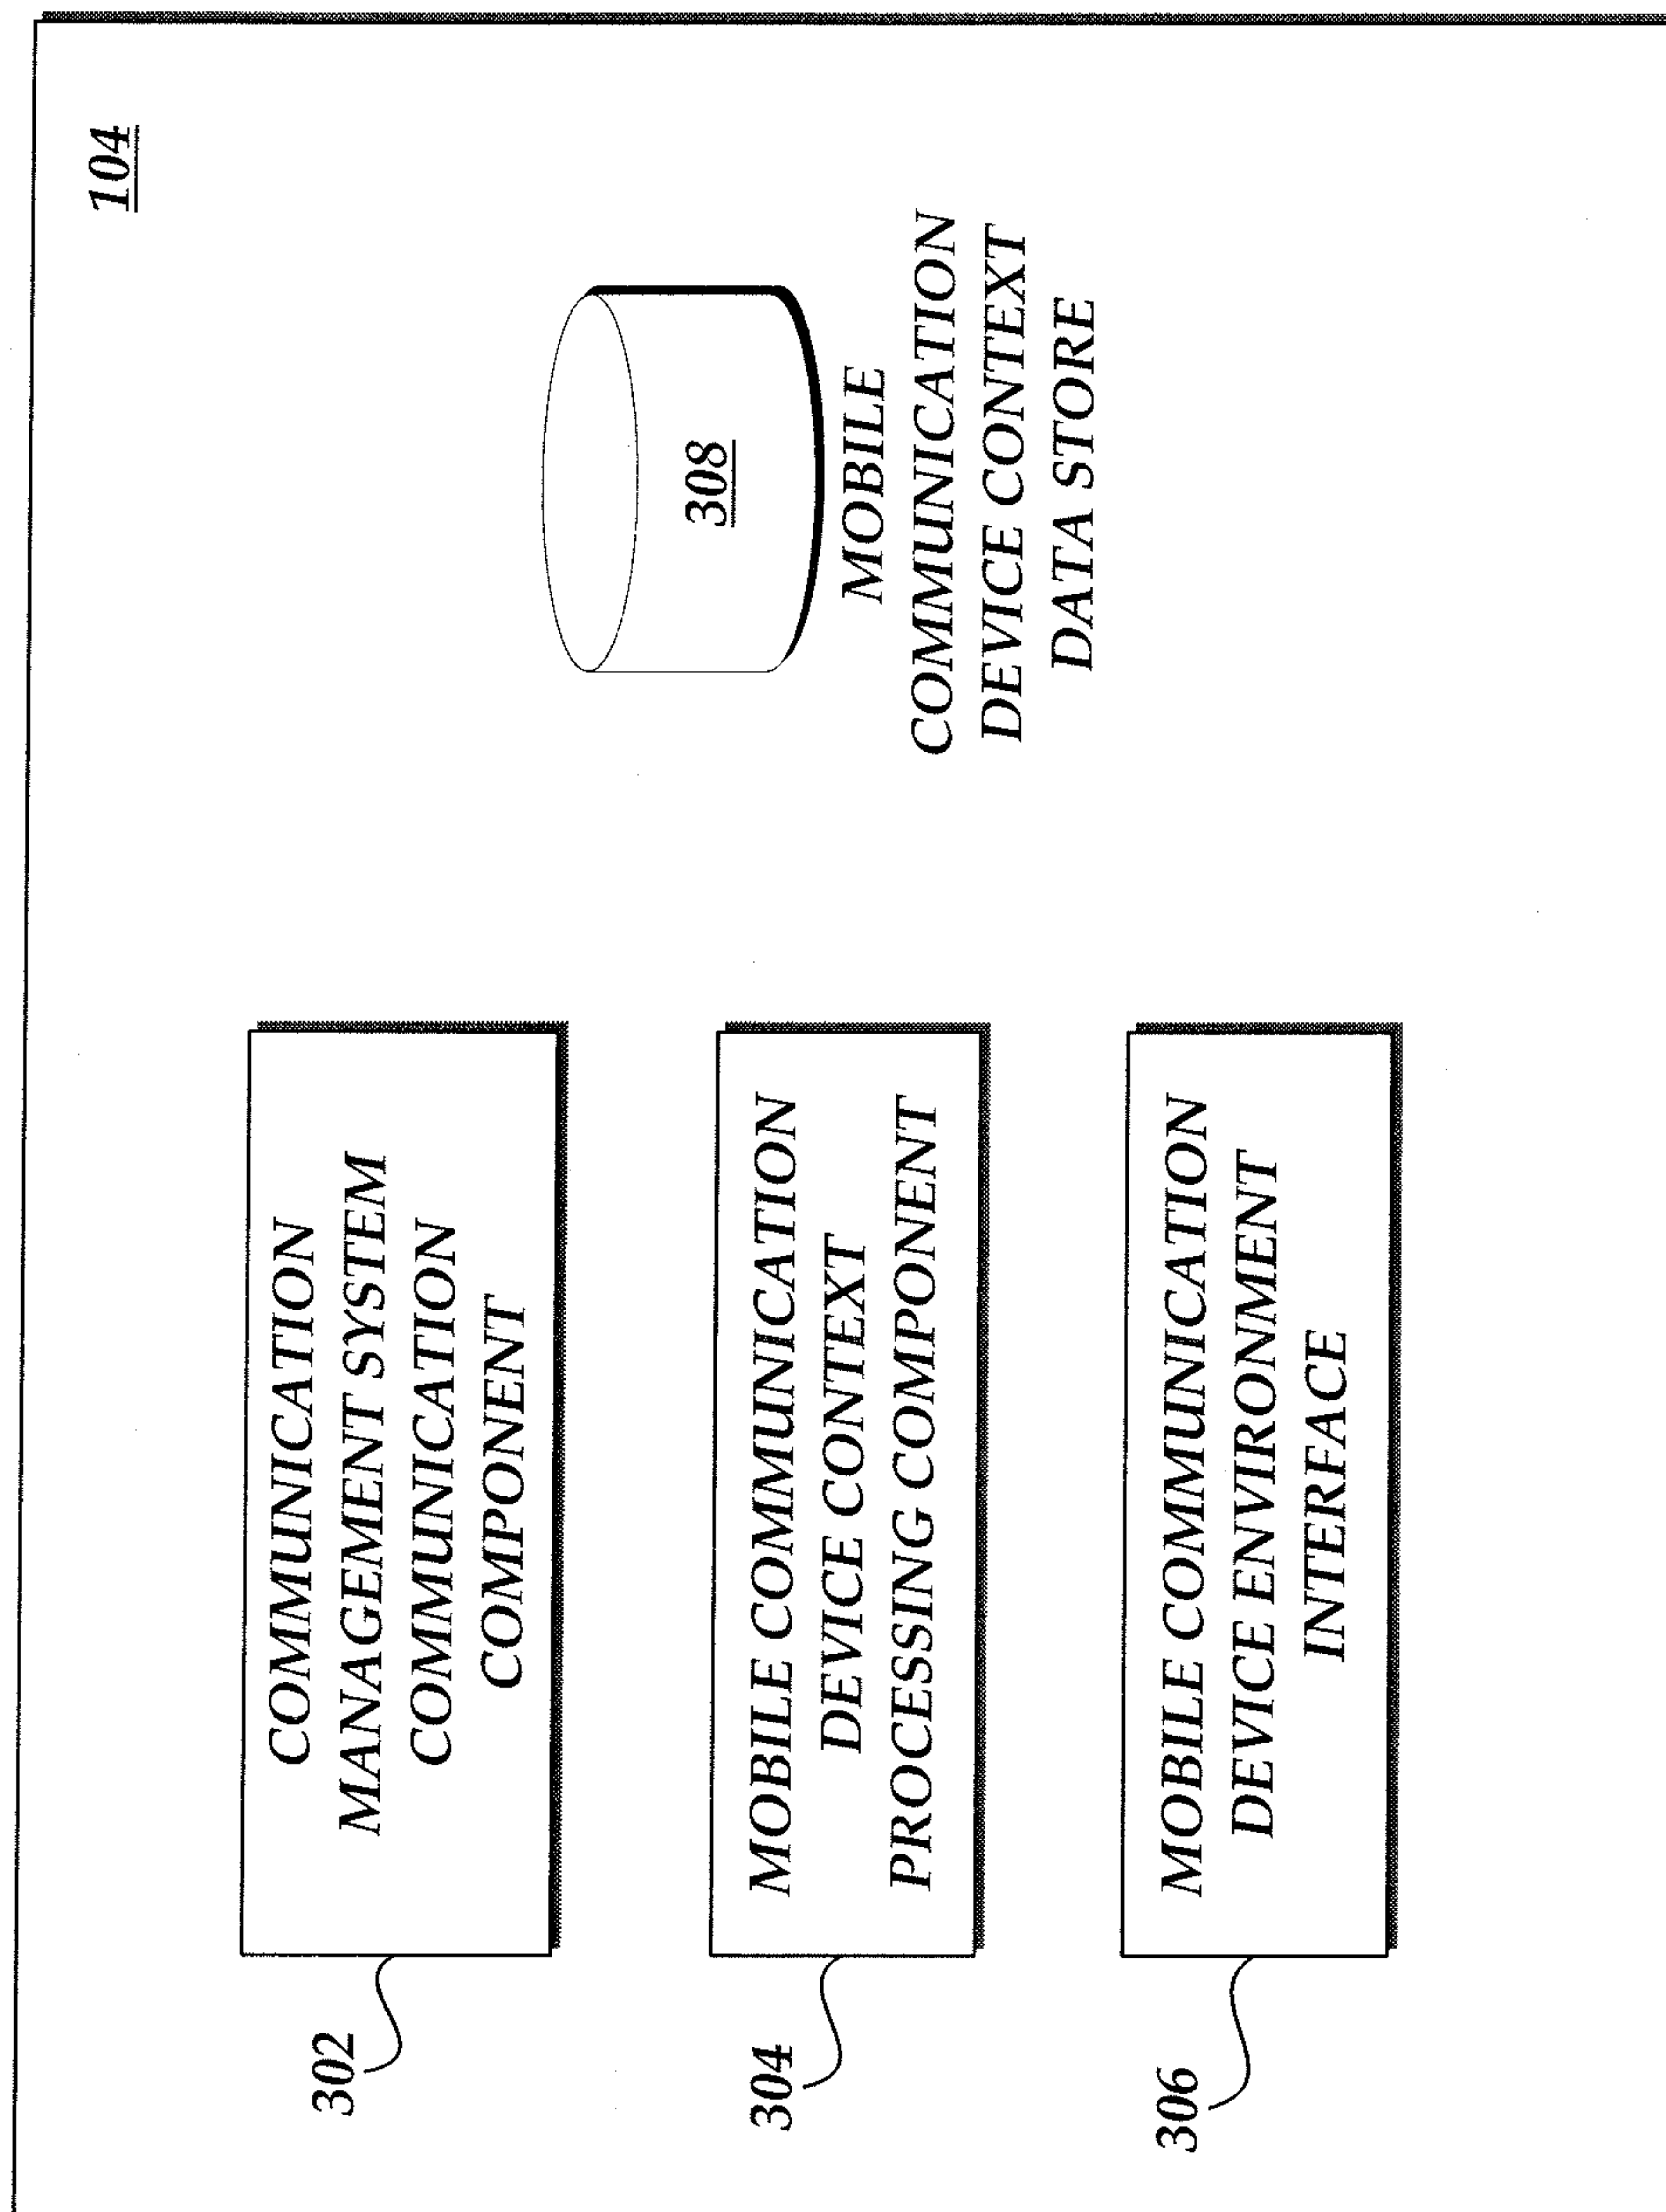 104
302
COMMUNICATION
MANAGEMENT SYSTEM
COMMUNICATION
COMPONENT
304
MOBILE COMMUNICATION
DEVICE CONTEXT
PROCESSING COMPONENT
306
MOBILE COMMUNICATION
DEVICE ENVIRONMENT
INTERFACE
308
MOBILE
COMMUNICATION
DEVICE CONTEXT
DATA STORE